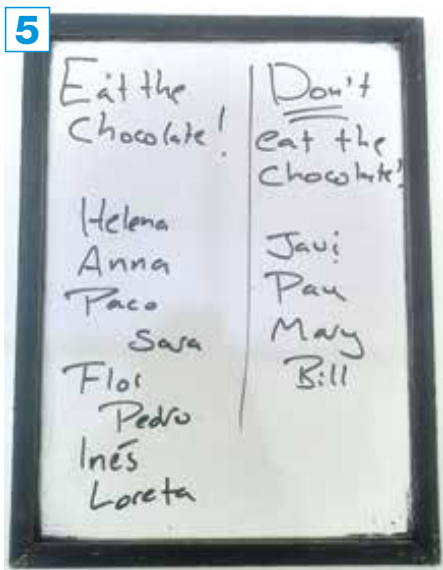 5
Eat the
Chocolate!
Helena
Anna
Paco
Sara
Flor
Pedro
Inés
Loreta
Don't
eat the
Chocolate!
Javi
Pau
Mary
Bill